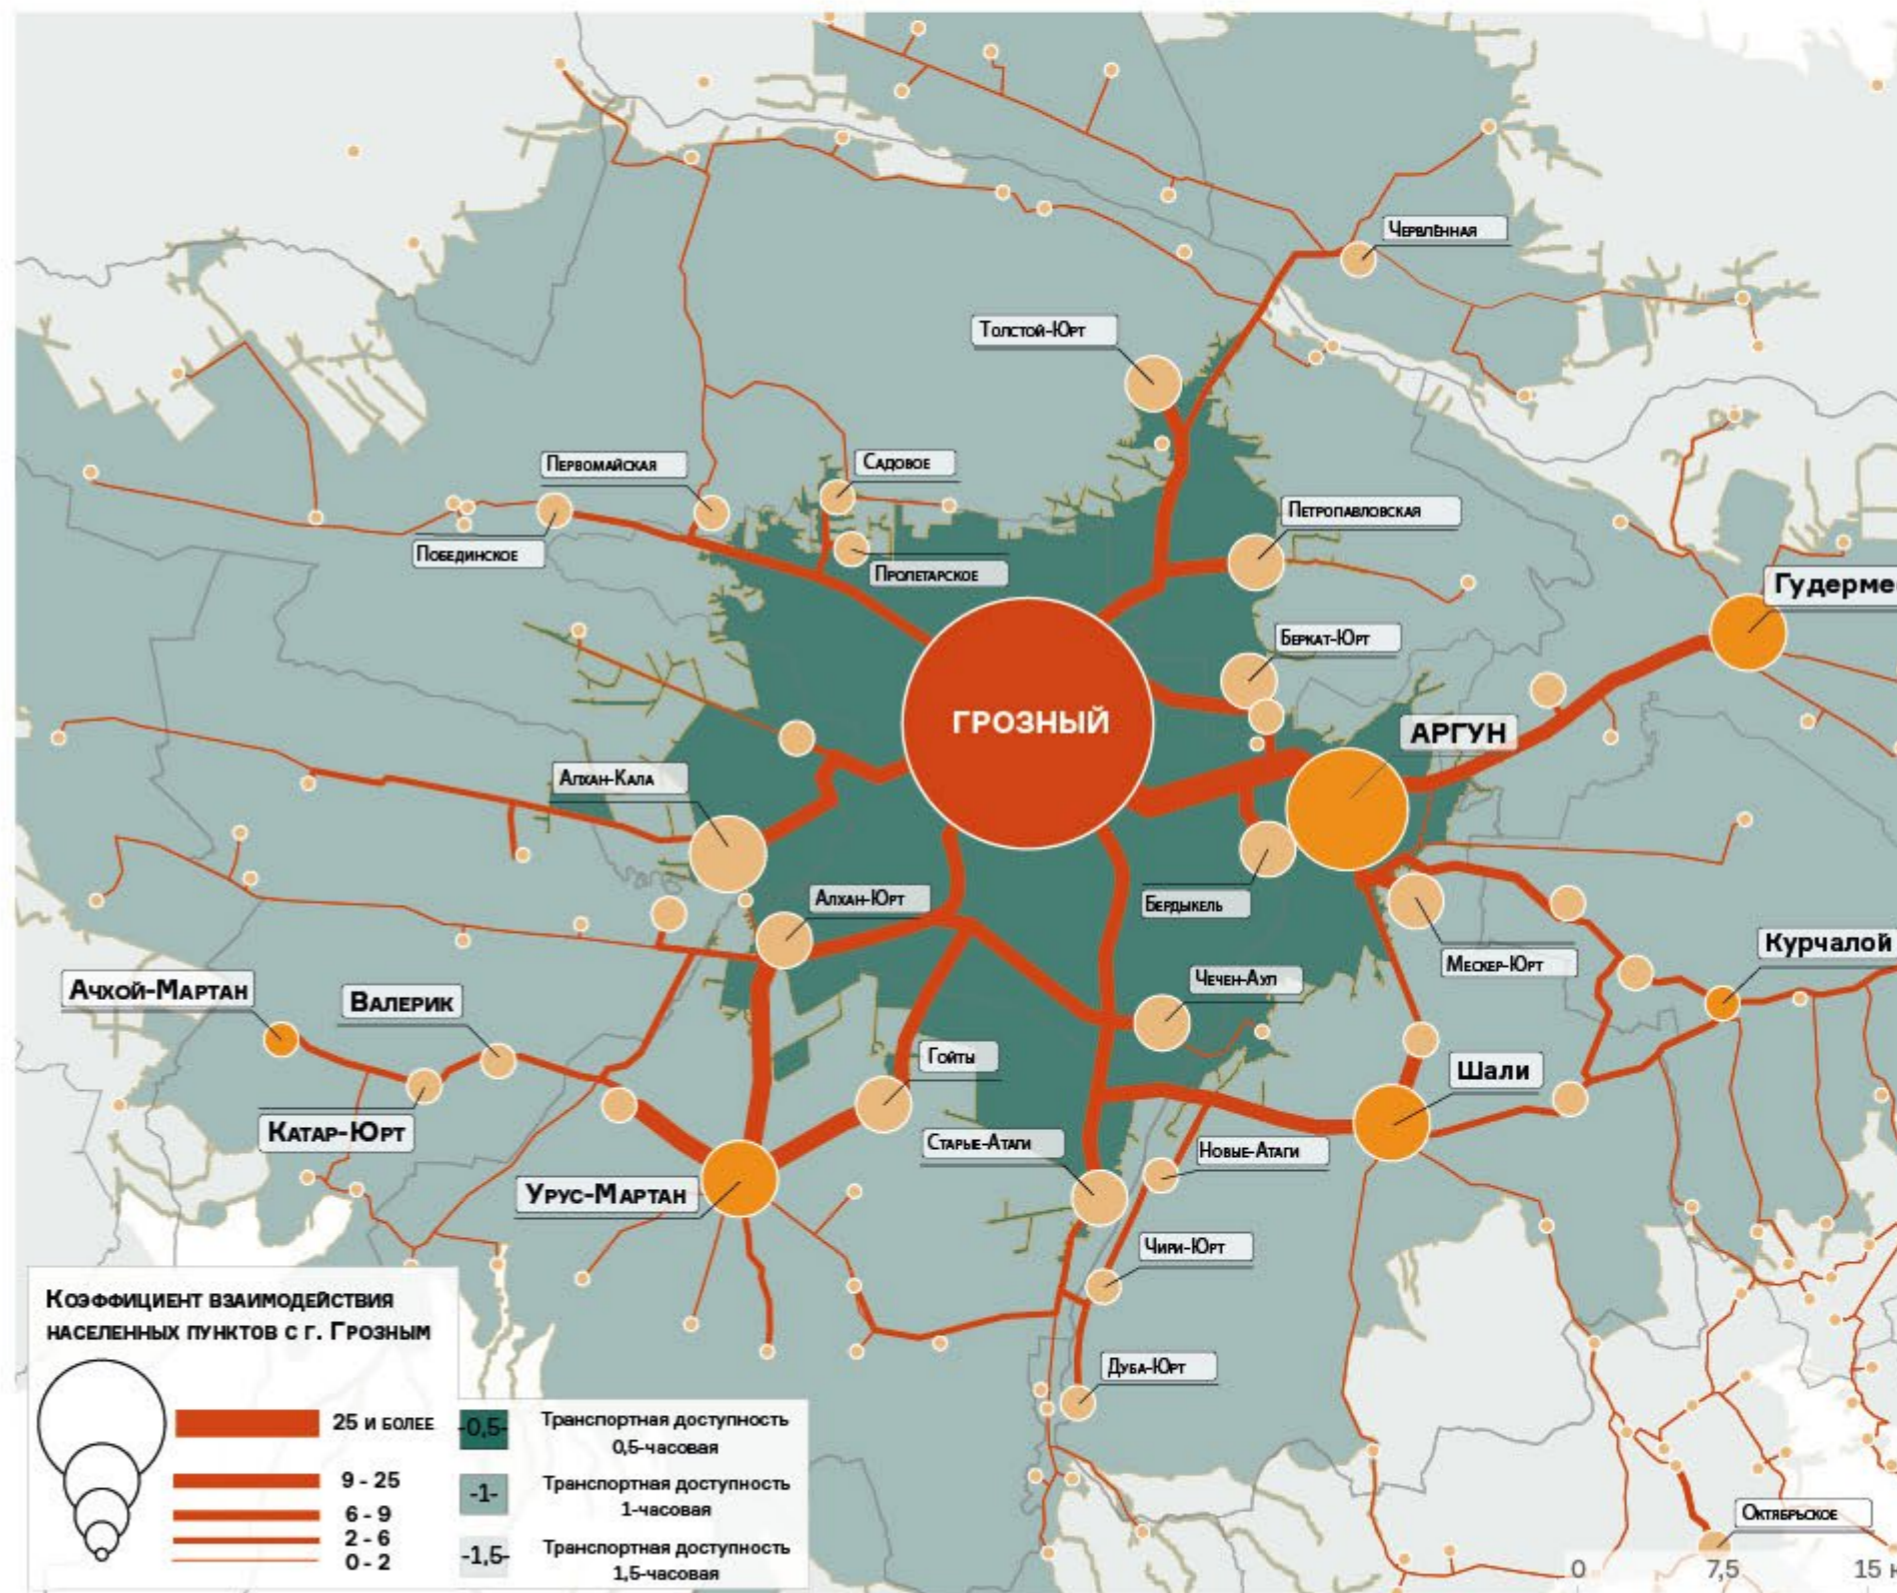 Червлённая
Толстой-Юрт
Первомайская
Садовое
Петропавловская
Побединское
Пролетарское
Гудерме
Беркат-Юрт
ГРОЗНЫЙ
АРГУН
Алхан-Кала
Алхан-Юрт
Бердыкель
Мескер-Юрт
Курчалой
Ачхой-Мартан
Валерик
Чечен-Аул
Гойты
Шали
Катар-Юрт
Старые-Атаги
Новые-Атаги
Урус-Мартан
Чири-Юрт
Дуба-Юрт
Октябрьское
Коэффициент взаимодействия
населенных пунктов с г. Грозным
25 и более
9 - 25
6 - 9
2 - 6
0 - 2
-0,5-
Транспортная доступность
0,5-часовая
-1-
Транспортная доступность
1-часовая
-1,5-
Транспортная доступность
1,5-часовая
0 7,5 15